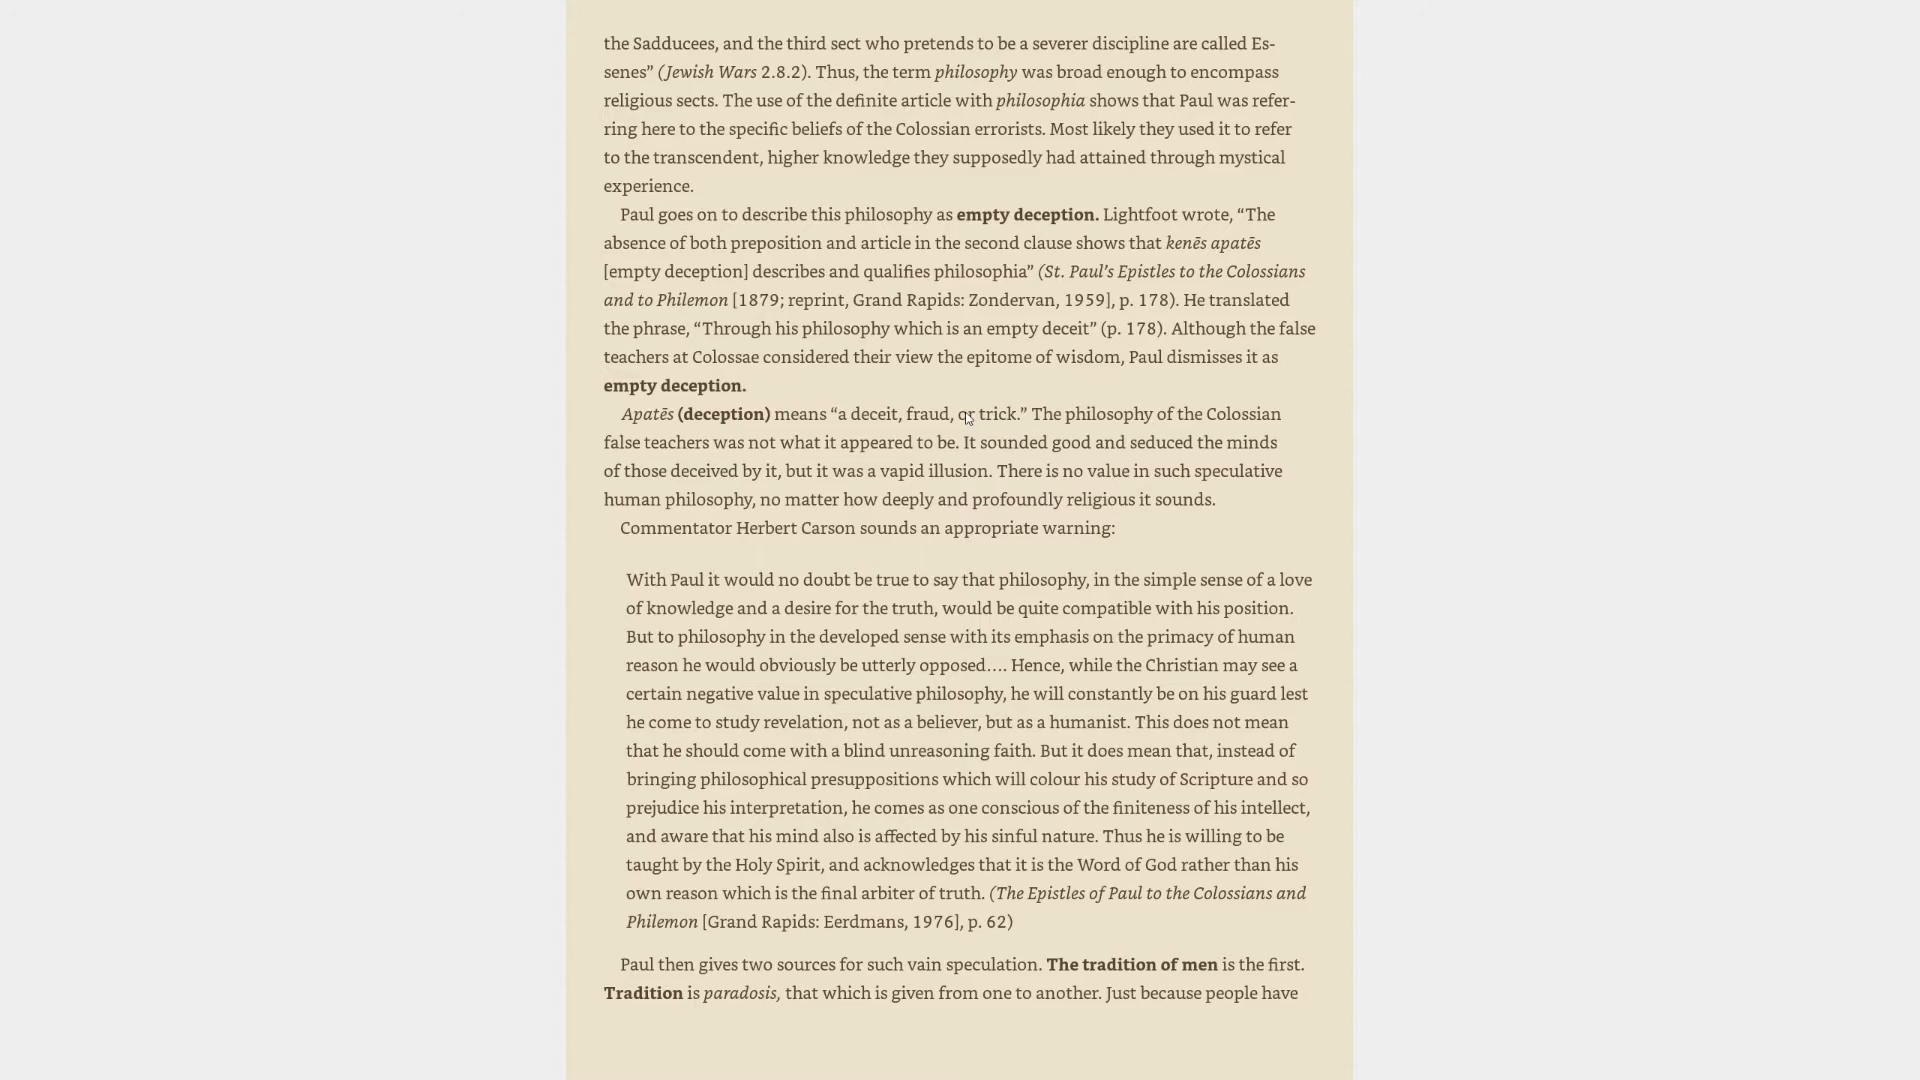 the Sadducees, and the third sect who pretends to be a severer discipline are called Es-
senes” (Jewish Wars 2.8.2). Thus, the term philosophy was broad enough to encompass
religious sects. The use of the definite article with philosophia shows that Paul was refer-
ring here to the specific beliefs of the Colossian errorists. Most likely they used it to refer
to the transcendent, higher knowledge they supposedly had attained through mystical
experience.
Paul goes on to describe this philosophy as empty deception. Lightfoot wrote, “The
absence of both preposition and article in the second clause shows that kenēs apatēs
[empty deception] describes and qualifies philosophia” (St. Paul’s Epistles to the Colossians
and to Philemon [1879; reprint, Grand Rapids: Zondervan, 1959], p. 178). He translated
the phrase, “Through his philosophy which is an empty deceit” (p. 178). Although the false
teachers at Colossae considered their view the epitome of wisdom, Paul dismisses it as
empty deception.
Apatēs (deception) means “a deceit, fraud, or trick.” The philosophy of the Colossian
false teachers was not what it appeared to be. It sounded good and seduced the minds
of those deceived by it, but it was a vapid illusion. There is no value in such speculative
human philosophy, no matter how deeply and profoundly religious it sounds.
Commentator Herbert Carson sounds an appropriate warning:
With Paul it would no doubt be true to say that philosophy, in the simple sense of a love
of knowledge and a desire for the truth, would be quite compatible with his position.
But to philosophy in the developed sense with its emphasis on the primacy of human
reason he would obviously be utterly opposed…. Hence, while the Christian may see a
certain negative value in speculative philosophy, he will constantly be on his guard lest
he come to study revelation, not as a believer, but as a humanist. This does not mean
that he should come with a blind unreasoning faith. But it does mean that, instead of
bringing philosophical presuppositions which will colour his study of Scripture and so
prejudice his interpretation, he comes as one conscious of the finiteness of his intellect,
and aware that his mind also is affected by his sinful nature. Thus he is willing to be
taught by the Holy Spirit, and acknowledges that it is the Word of God rather than his
own reason which is the final arbiter of truth. (The Epistles of Paul to the Colossians and
Philemon [Grand Rapids: Eerdmans, 1976], p. 62)
Paul then gives two sources for such vain speculation. The tradition of men is the first.
Tradition is paradosis, that which is given from one to another. Just because people have